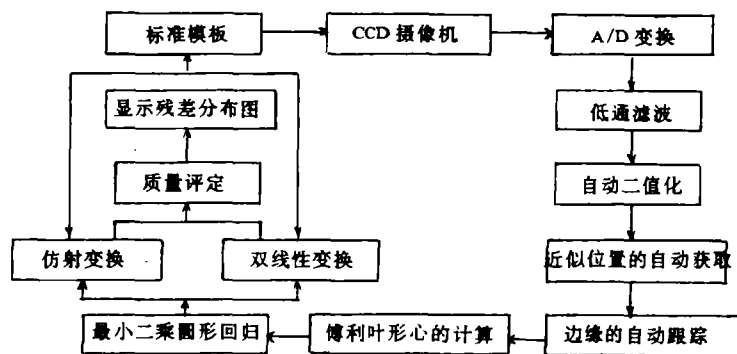 标准模板
CCD 摄像机
A/D 变换
显示残差分布图
低通滤波
质量评定
自动二值化
仿射变换
双线性变换
近似位置的自动获取
最小二乘圆形回归
傅利叶形心的计算
边缘的自动跟踪